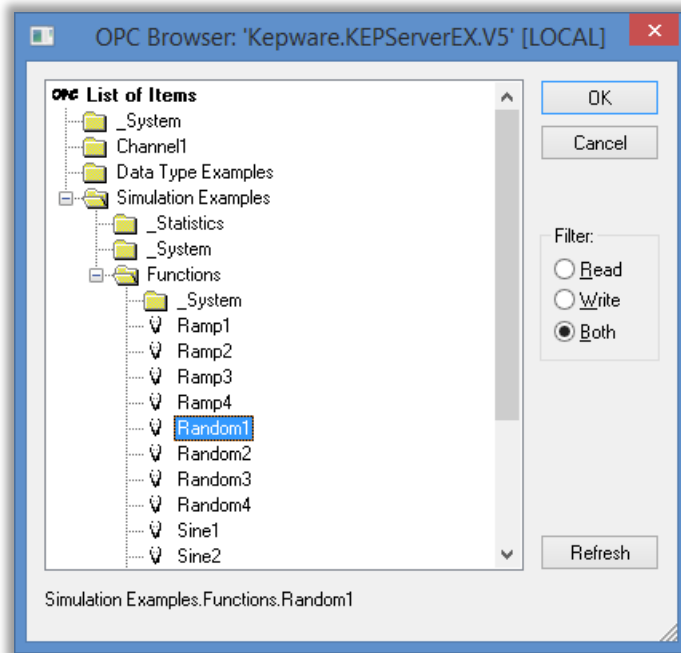 OPC Browser: 'Kepware.KEPServerEX.V5' [LOCAL]
OPC List of Items
_System
Channel1
Data Type Examples
Simulation Examples
_Statistics
_System
Functions
_System
Ramp1
Ramp2
Ramp3
Ramp4
Random1
Random2
Random3
Random4
Sine1
Sine2
OK
Cancel
Filter:
Read
Write
Both
Refresh
Simulation Examples.Functions.Random1